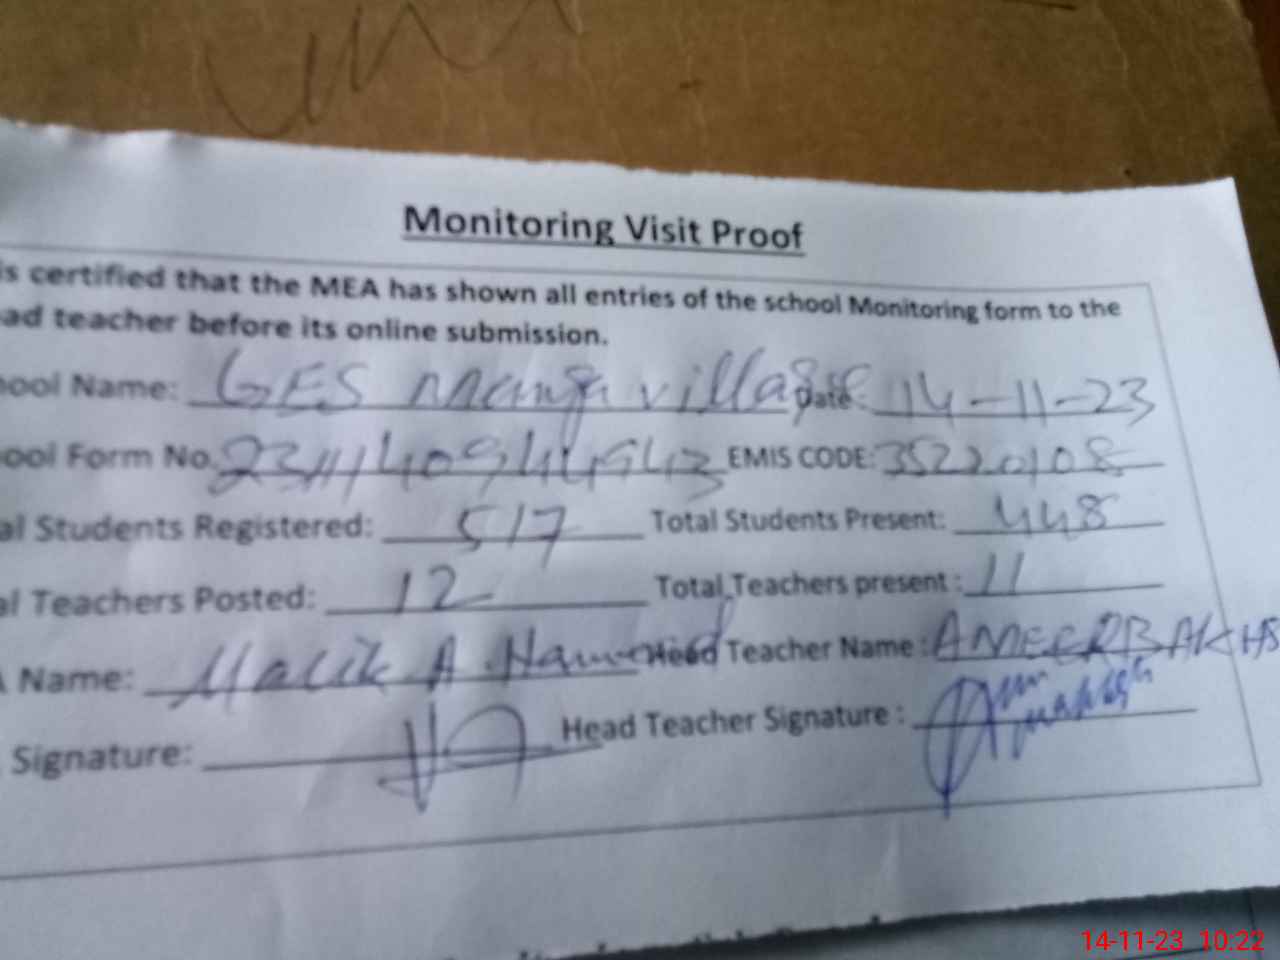 Monitoring Visit Proof
is certified that the MEA has shown all entries of the school Monitoring form to the
ad teacher before its online submission.
ool Name: GES Manga village Date: 14-11-23
ool Form No. EMIS CODE: 35220108
al Students Registered: 517 Total Students Present: 448
al Teachers Posted: 12 Total Teachers present : 11
A Name: Malik A. Hameed Head Teacher Name : AMEERBAKHS
Signature: Head Teacher Signature :
14-11-23 10:22